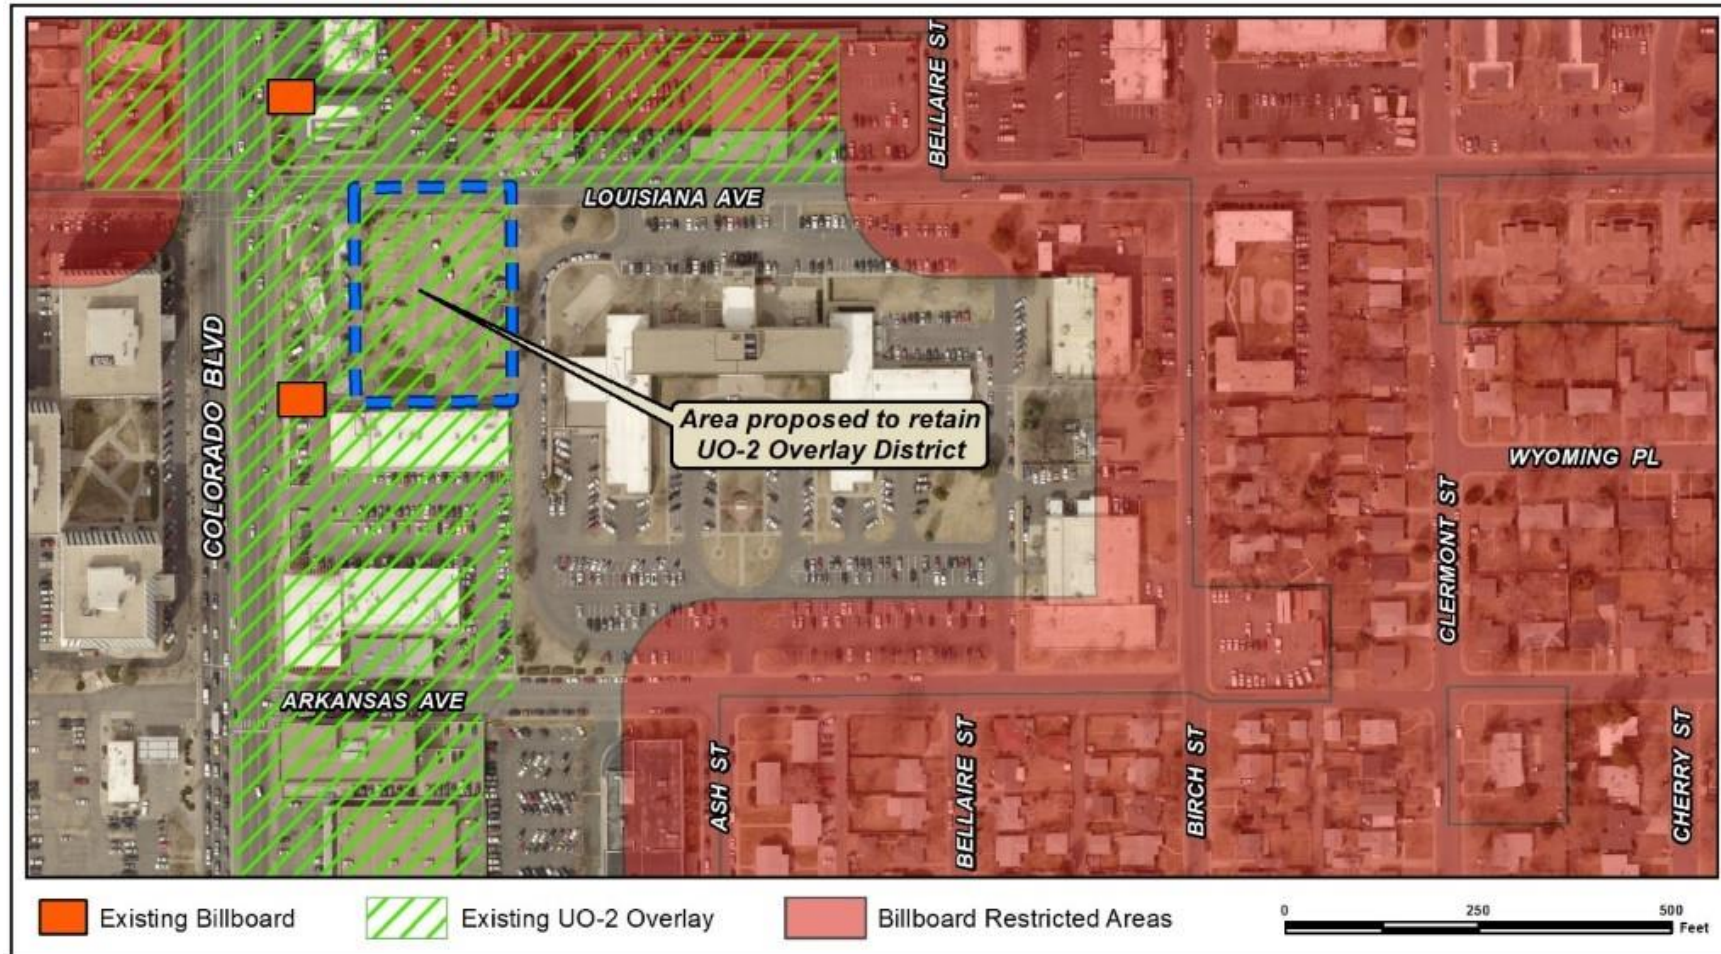 BELLAIRE ST
LOUISIANA AVE
COLORADO BLVD
Area proposed to retain
UO-2 Overlay District
WYOMING PL
CLERMONT ST
ARKANSAS AVE
ASH ST
BELLAIRE ST
BIRCH ST
CHERRY ST
Existing Billboard
Existing UO-2 Overlay
Billboard Restricted Areas
0 250 500
Feet